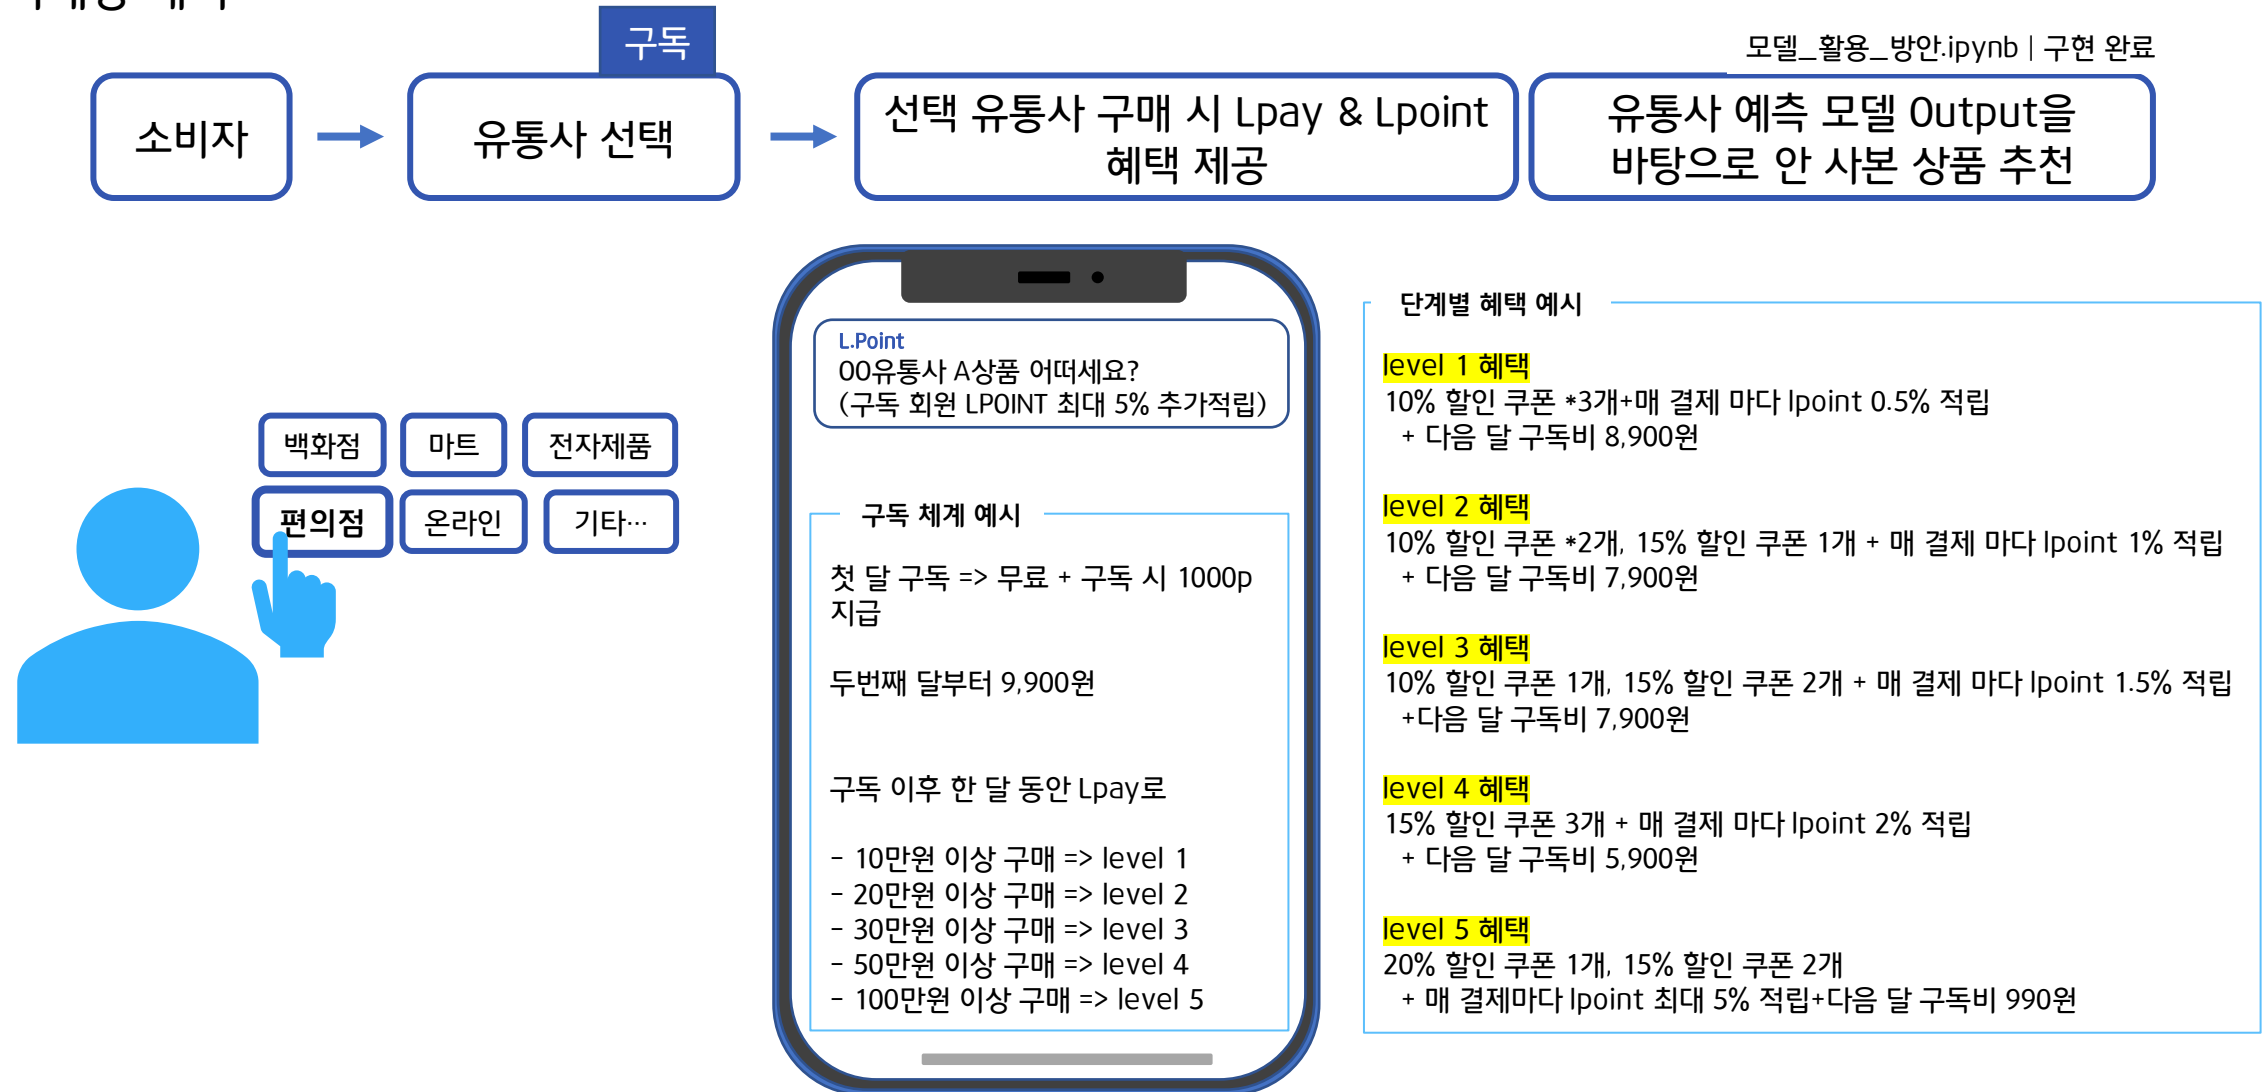 구독
모델_활용_방안.ipynb | 구현 완료
소비자
유통사 선택
선택 유통사 구매 시 Lpay & Lpoint
혜택 제공
유통사 예측 모델 Output을
바탕으로 안 사본 상품 추천
백화점
마트
전자제품
편의점
온라인
기타…
L.Point
OO유통사 A상품 어떠세요?
(구독 회원 LPOINT 최대 5% 추가적립)
구독 체계 예시
첫 달 구독 => 무료 + 구독 시 1000p
지급
두번째 달부터 9,900원
구독 이후 한 달 동안 Lpay로
- 10만원 이상 구매 => level 1
- 20만원 이상 구매 => level 2
- 30만원 이상 구매 => level 3
- 50만원 이상 구매 => level 4
- 100만원 이상 구매 => level 5
단계별 혜택 예시
level 1 혜택
10% 할인 쿠폰 *3개+매 결제 마다 lpoint 0.5% 적립
+ 다음 달 구독비 8,900원
level 2 혜택
10% 할인 쿠폰 *2개, 15% 할인 쿠폰 1개 + 매 결제 마다 lpoint 1% 적립
+ 다음 달 구독비 7,900원
level 3 혜택
10% 할인 쿠폰 1개, 15% 할인 쿠폰 2개 + 매 결제 마다 lpoint 1.5% 적립
+다음 달 구독비 7,900원
level 4 혜택
15% 할인 쿠폰 3개 + 매 결제 마다 lpoint 2% 적립
+ 다음 달 구독비 5,900원
level 5 혜택
20% 할인 쿠폰 1개, 15% 할인 쿠폰 2개
+ 매 결제마다 lpoint 최대 5% 적립+다음 달 구독비 990원